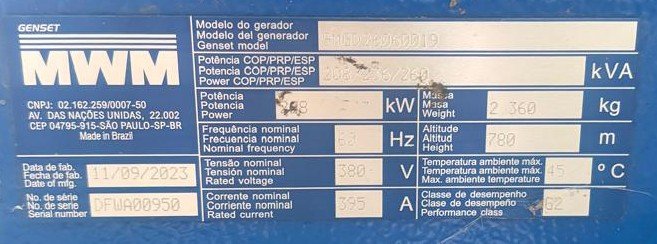 GENSET
MWM
CNPJ: 02.162.259/0007-50
AV. DAS NAÇÕES UNIDAS, 22.002
CEP 04795-915-SÃO PAULO-SP-BR
Made in Brazil
Data de fab.
Fecha de fab.
Date of mfg.
11/09/2023
No. de série
No. de série
Serial number
DFWA00950
Modelo do gerador
Modelo del generador
Genset model
Potência COP/PRP/ESP
Potencia COP/PRP/ESP
Power COP/PRP/ESP
kVA
Potência
Potencia
Power
kW
Massa
Masa
Weight
2 360
kg
Frequência nominal
Frecuencia nominal
Nominal frequency
Hz
Altitude
Altitud
Height
780
m
Tensão nominal
Tensión nominal
Rated voltage
380
V
Temperatura ambiente máx.
Temperatura ambiente máx.
Max. ambiente temperature
45
° C
Corrente nominal
Corriente nominal
Rated current
395
A
Classe de desempenho
Clase de desempeño
Performance class
G2